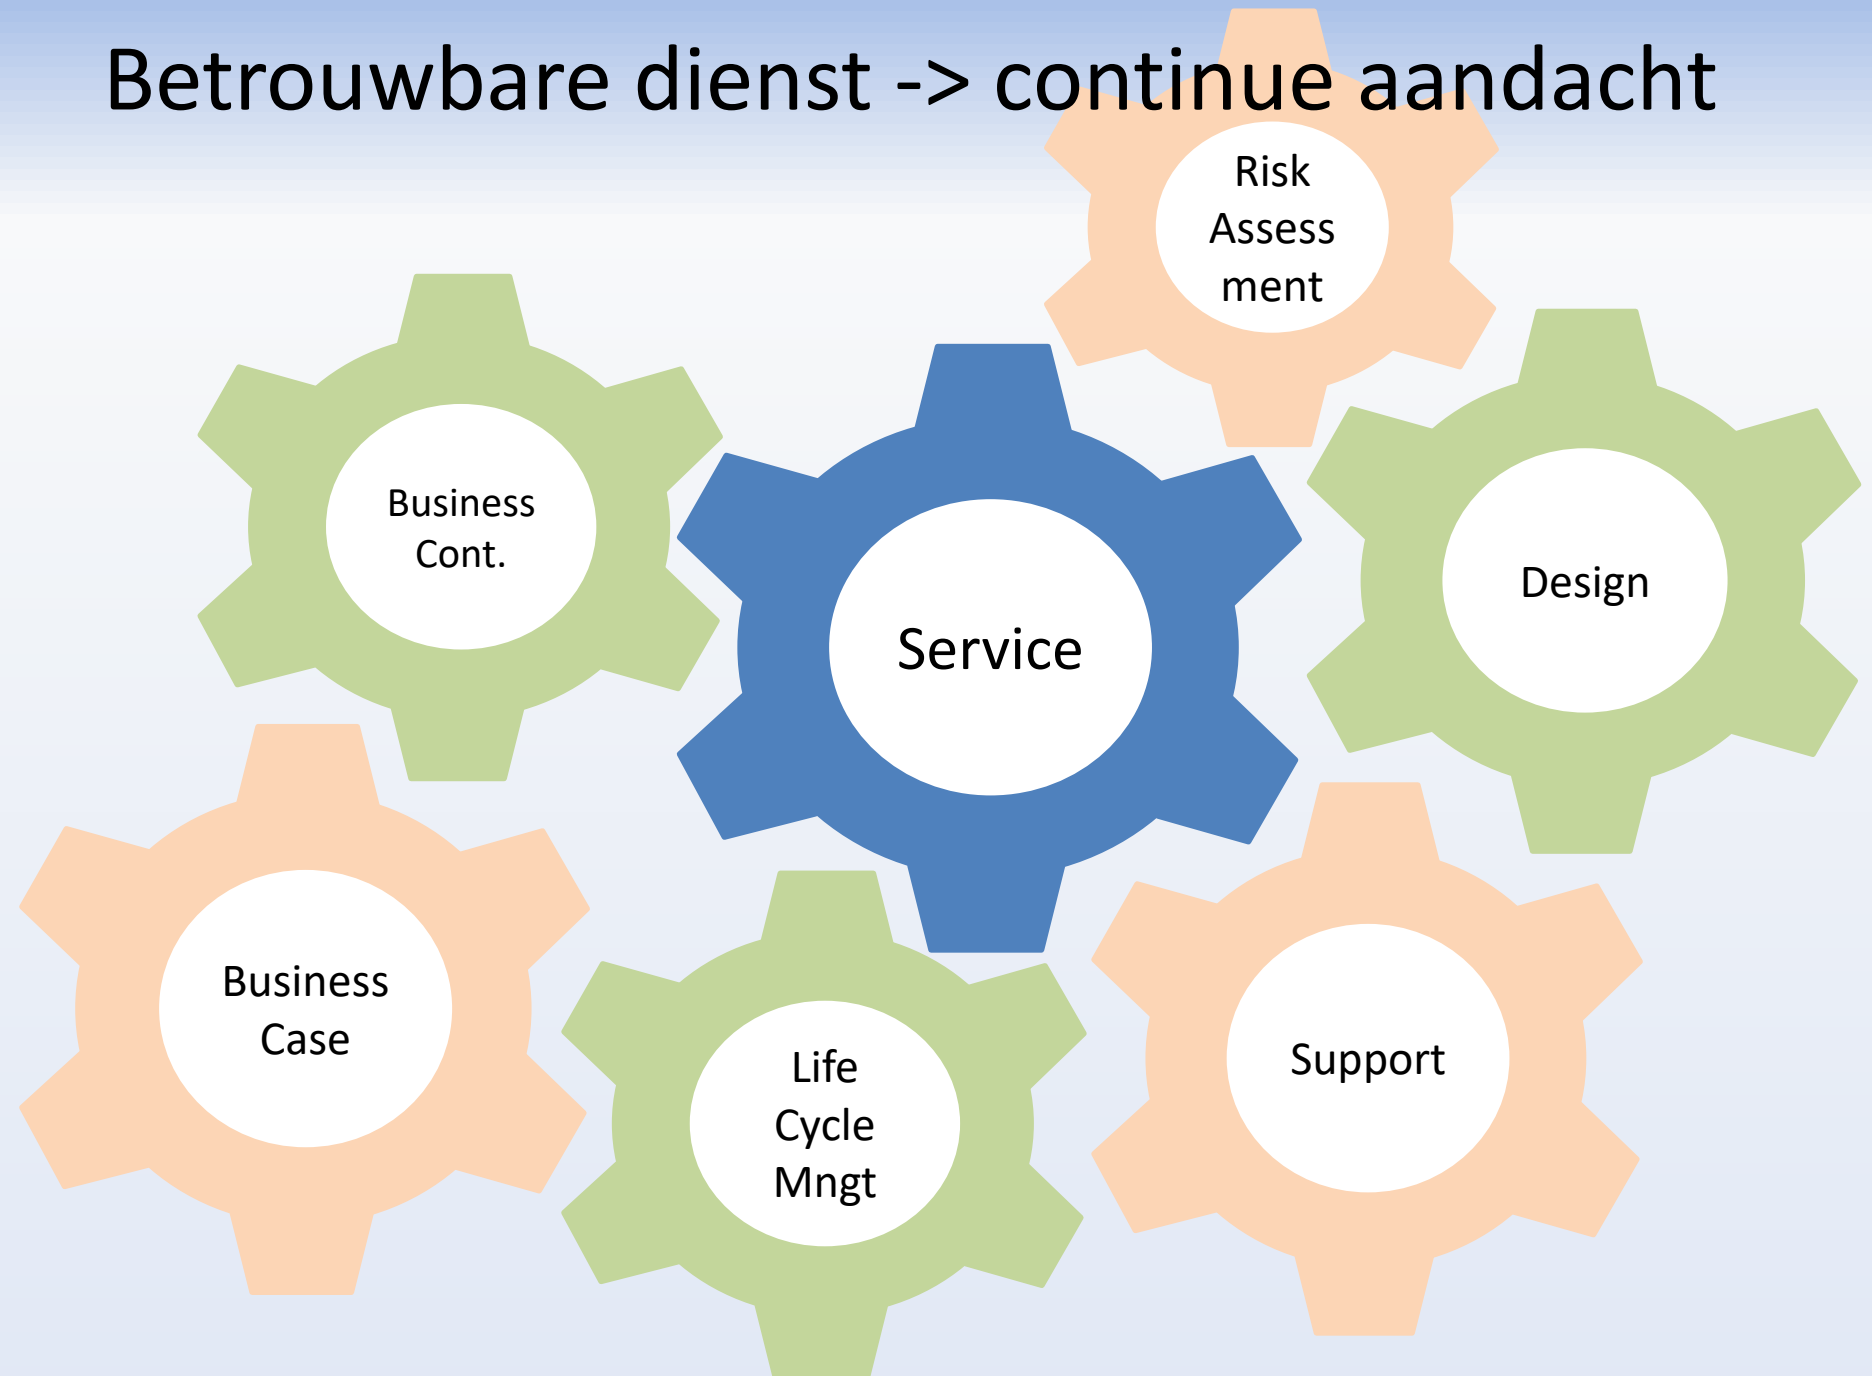 Betrouwbare dienst -> continue aandacht
Risk
Assess
ment
Business
Cont.
Service
Design
Business
Case
Life
Cycle
Mngt
Support